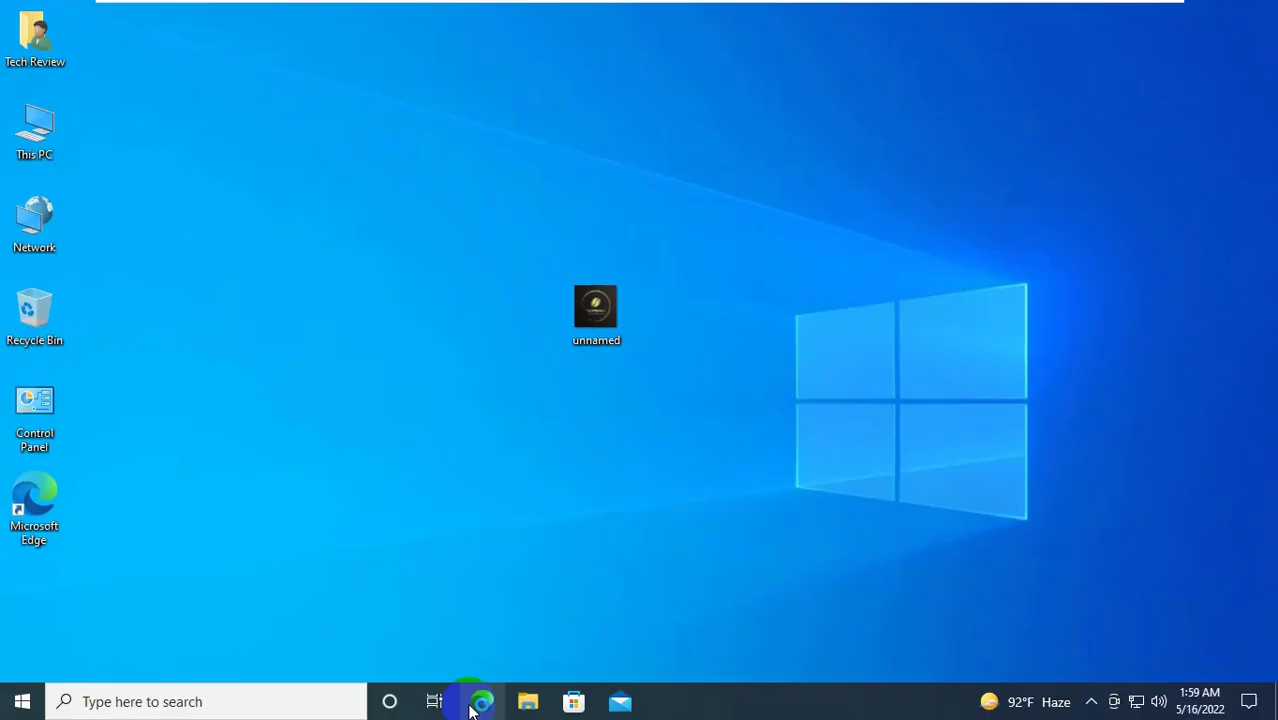 Tech Review
This PC
Network
Recycle Bin
Control
Panel
Microsoft
Edge
unnamed
Type here to search
92°F Haze
1:59 AM
5/16/2022